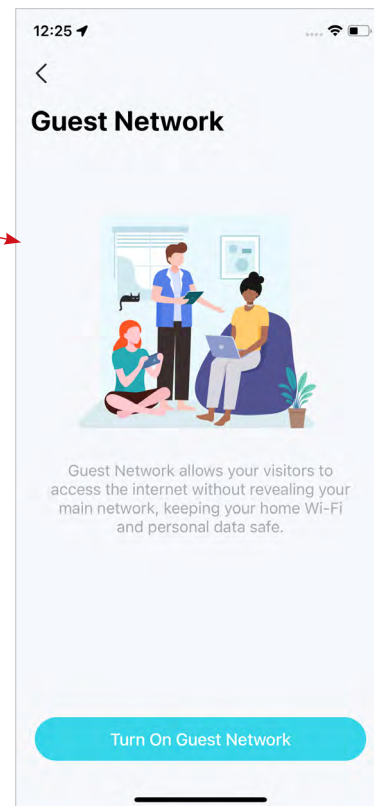 12:25
Guest Network
Guest Network allows your visitors to
access the internet without revealing your
main network, keeping your home Wi-Fi
and personal data safe.
Turn On Guest Network